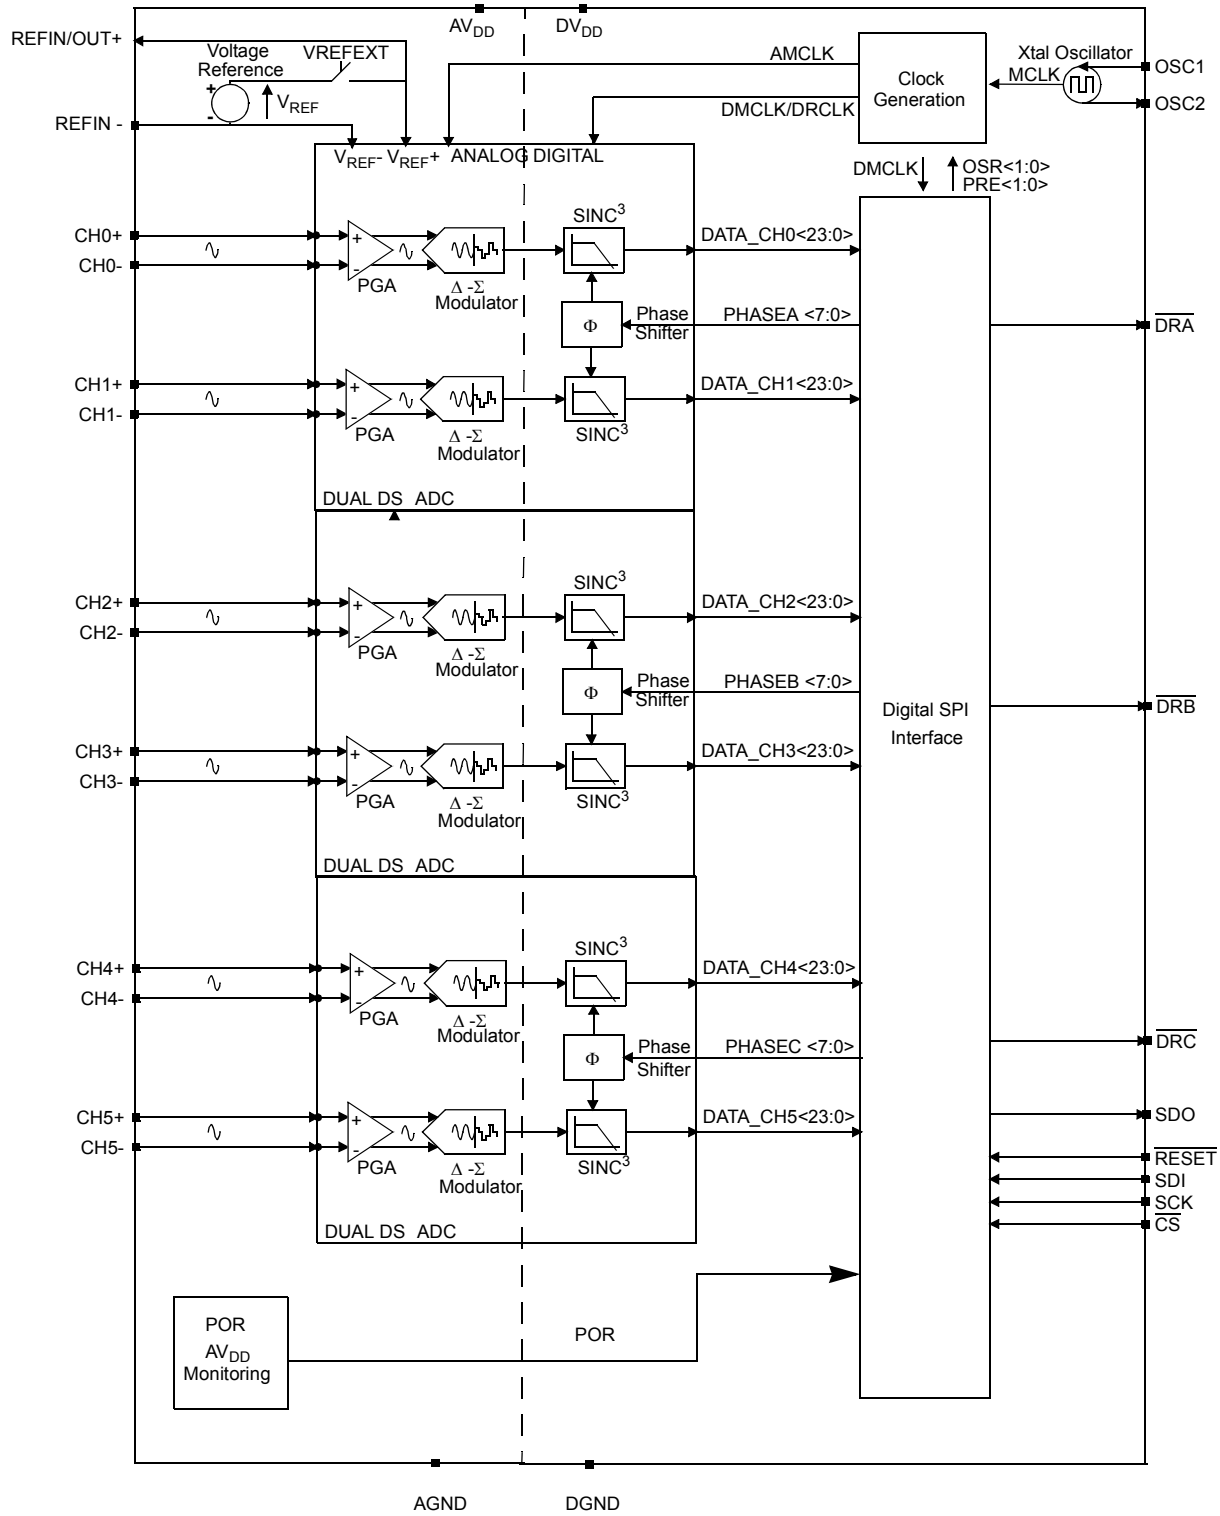 AVDD DVDD
REFIN/OUT+
Voltage
Reference
VREFEXT
+
-
VREF
REFIN -
AMCLK
DMCLK/DRCLK
Clock
Generation
Xtal Oscillator
MCLK
OSC1
OSC2
VREF- VREF+ ANALOG DIGITAL
DMCLK
OSR<1:0>
PRE<1:0>
CH0+
CH0-
+
-
PGA
Δ -Σ
Modulator
SINC3
DATA_CH0<23:0>
Φ
Phase
Shifter
PHASEA <7:0>
DRA
CH1+
CH1-
+
-
PGA
Δ -Σ
Modulator
SINC3
DATA_CH1<23:0>
DUAL DS ADC
CH2+
CH2-
+
-
PGA
Δ -Σ
Modulator
SINC3
DATA_CH2<23:0>
Φ
Phase
Shifter
PHASEB <7:0>
Digital SPI
Interface
DRB
CH3+
CH3-
+
-
PGA
Δ -Σ
Modulator
SINC3
DATA_CH3<23:0>
DUAL DS ADC
CH4+
CH4-
+
-
PGA
Δ -Σ
Modulator
SINC3
DATA_CH4<23:0>
Φ
Phase
Shifter
PHASEC <7:0>
DRC
CH5+
CH5-
+
-
PGA
Δ -Σ
Modulator
SINC3
DATA_CH5<23:0>
SDO
RESET
SDI
SCK
CS
DUAL DS ADC
POR
AVDD
Monitoring
POR
AGND
DGND